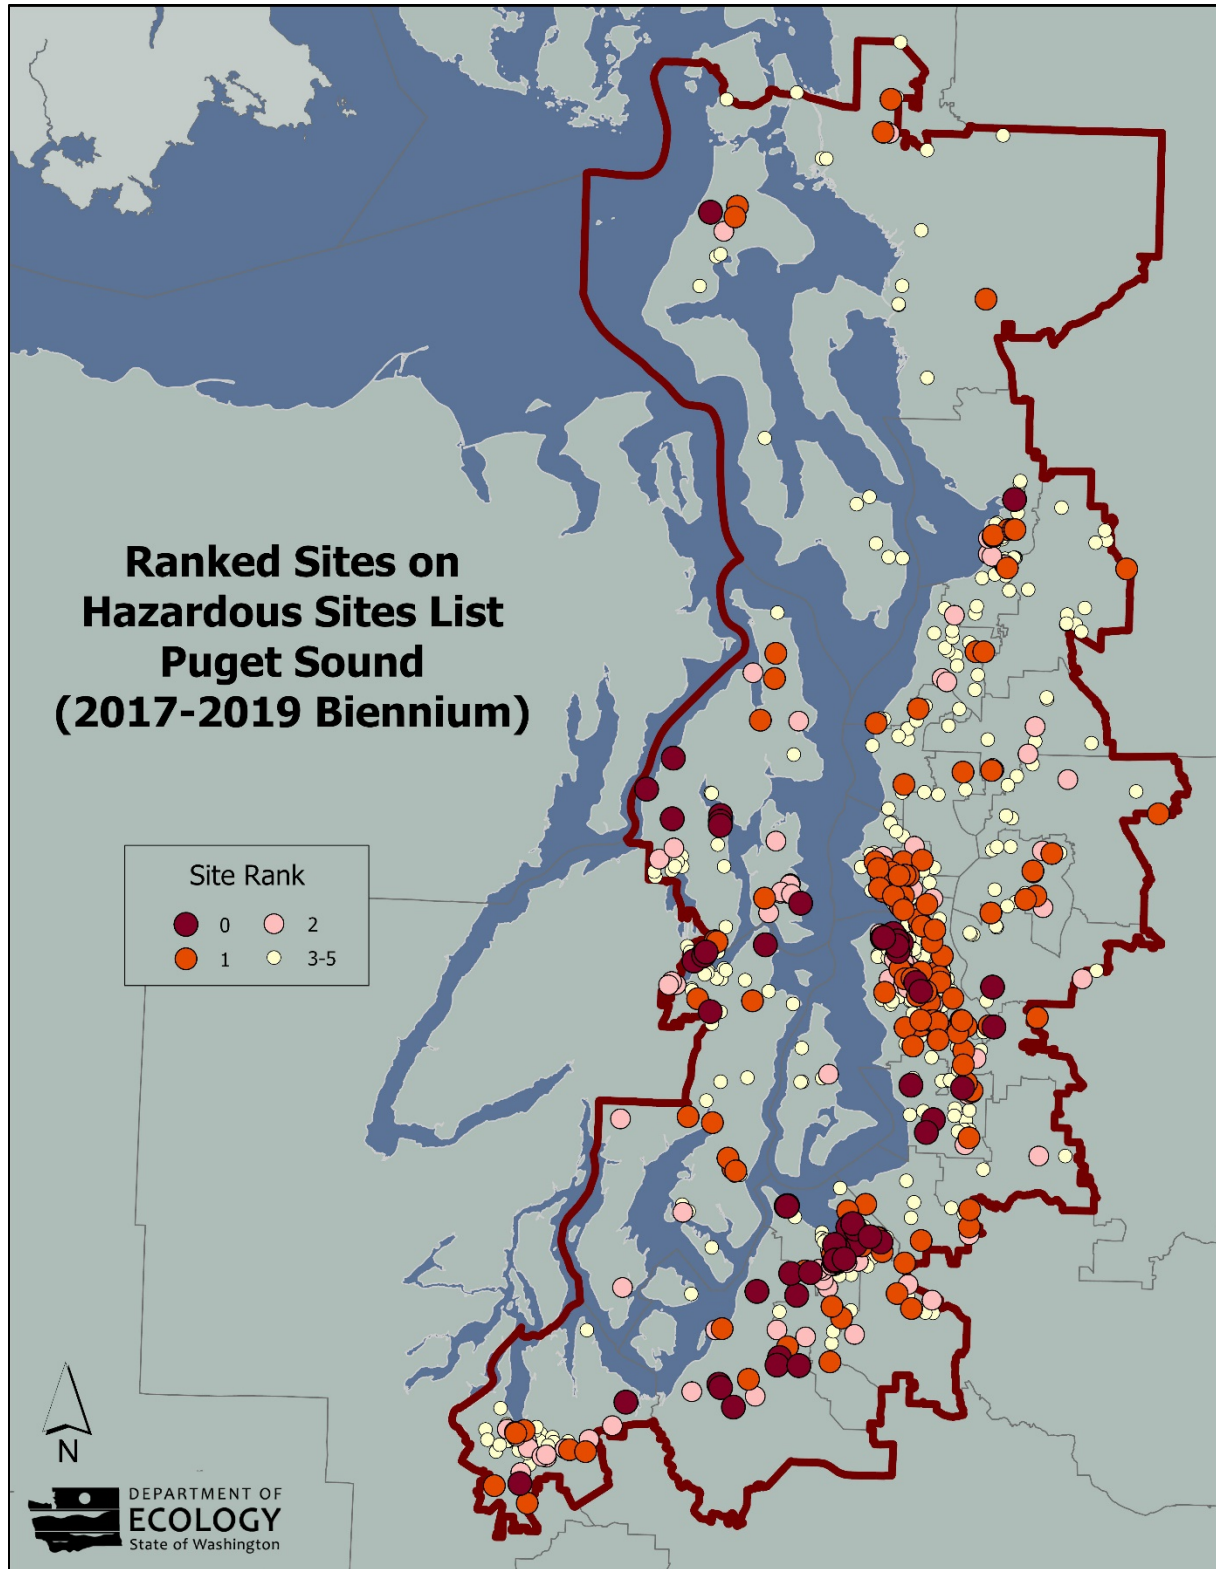 Ranked Sites on
Hazardous Sites List
Puget Sound
(2017-2019 Biennium)
Site Rank
0 2
1 3-5
N
DEPARTMENT OF
ECOLOGY
State of Washington